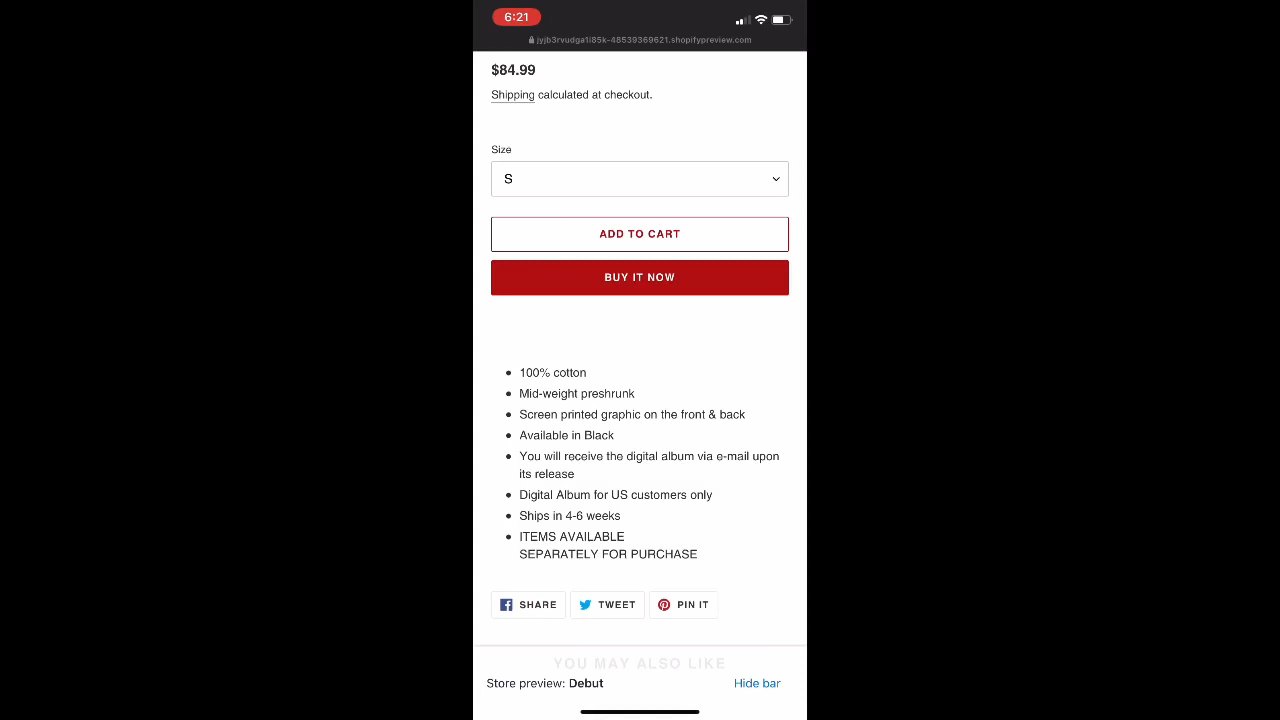 6:21
jyjb3rvudga1i85k-48539369621.shopifypreview.com
$84.99
Shipping calculated at checkout.
Size
S
ADD TO CART
BUY IT NOW
100% cotton
Mid-weight preshrunk
Screen printed graphic on the front & back
Available in Black
You will receive the digital album via e-mail upon
its release
Digital Album for US customers only
Ships in 4-6 weeks
ITEMS AVAILABLE
SEPARATELY FOR PURCHASE
SHARE TWEET PIN IT
YOU MAY ALSO LIKE
Store preview: Debut Hide bar